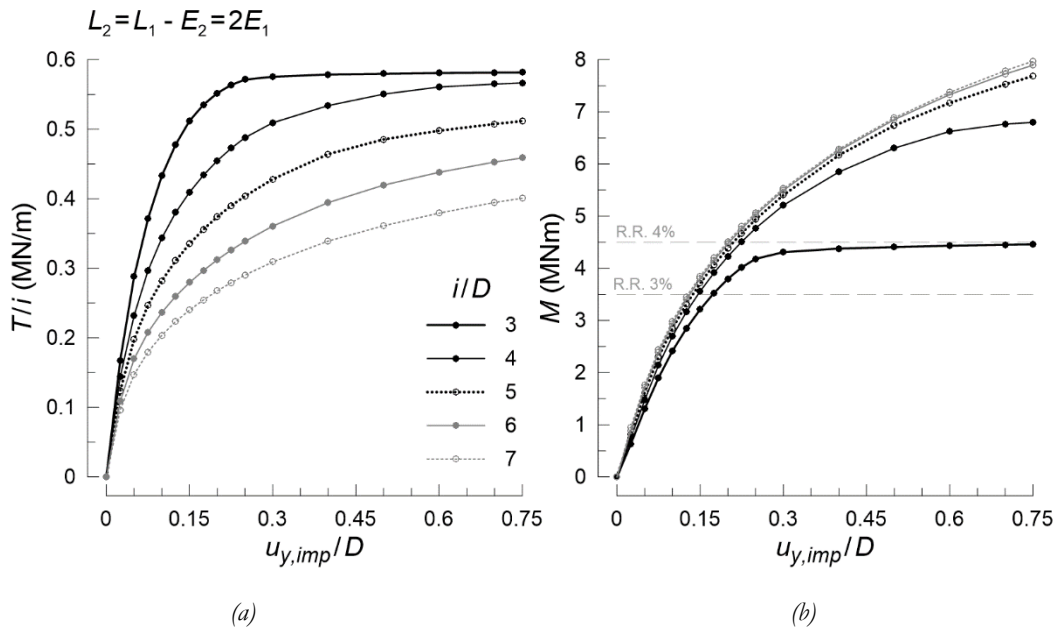 L₂=L₁ - E₂=2E₁
T/i (MN/m)
0.6
0.5
0.4
0.3
0.2
0.1
0
0 0.15 0.3 0.45 0.6 0.75
u_{y,imp}/D
i/D
3
4
5
6
7
(a)
M (MNm)
8
7
6
5
4
3
2
1
0
R.R. 4%
R.R. 3%
0 0.15 0.3 0.45 0.6 0.75
u_{y,imp}/D
(b)